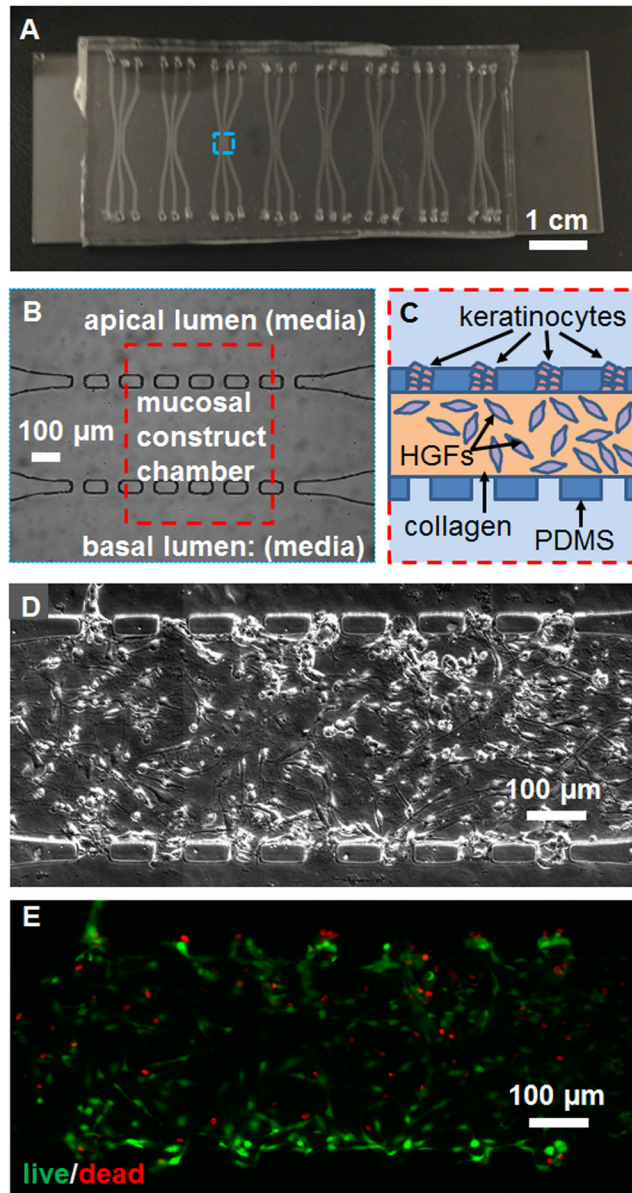 A
1 cm
B
apical lumen (media)
100 µm
mucosal
construct
chamber
basal lumen: (media)
C
keratinocytes
HGFs
collagen
PDMS
D
100 µm
E
100 µm
live/dead